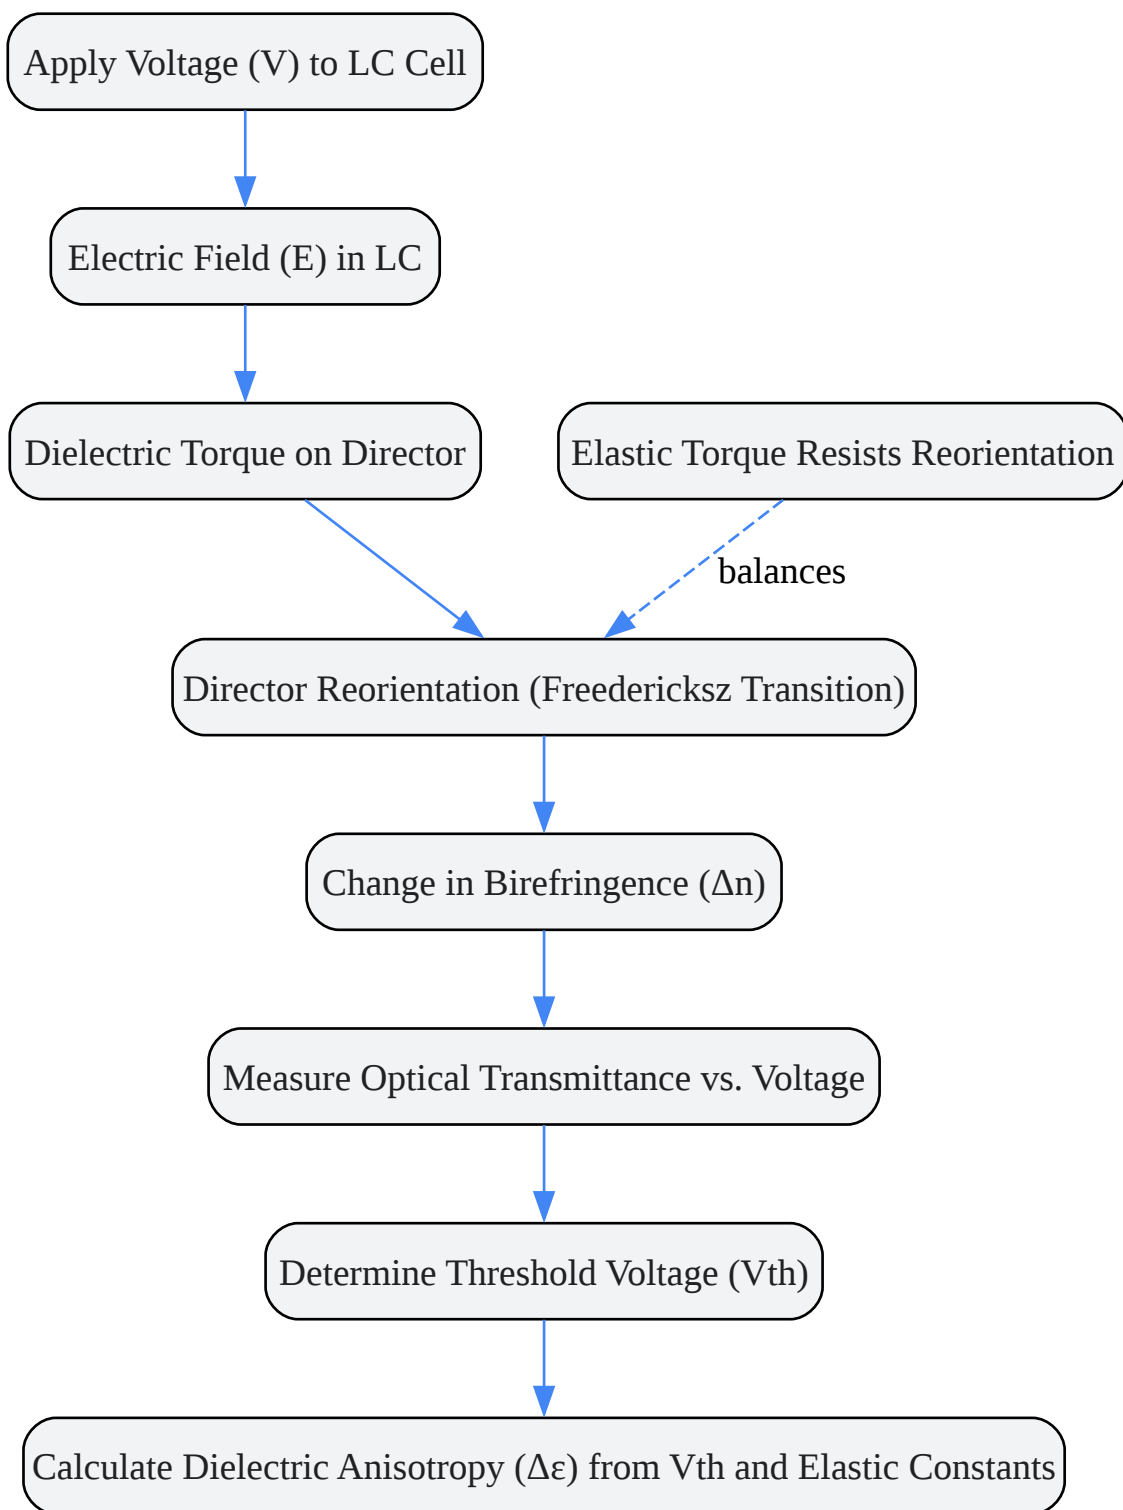 Apply Voltage (V) to LC Cell
Electric Field (E) in LC
Dielectric Torque on Director
Elastic Torque Resists Reorientation
balances
Director Reorientation (Freedericksz Transition)
Change in Birefringence (Δn)
Measure Optical Transmittance vs. Voltage
Determine Threshold Voltage (Vth)
Calculate Dielectric Anisotropy (Δε) from Vth and Elastic Constants